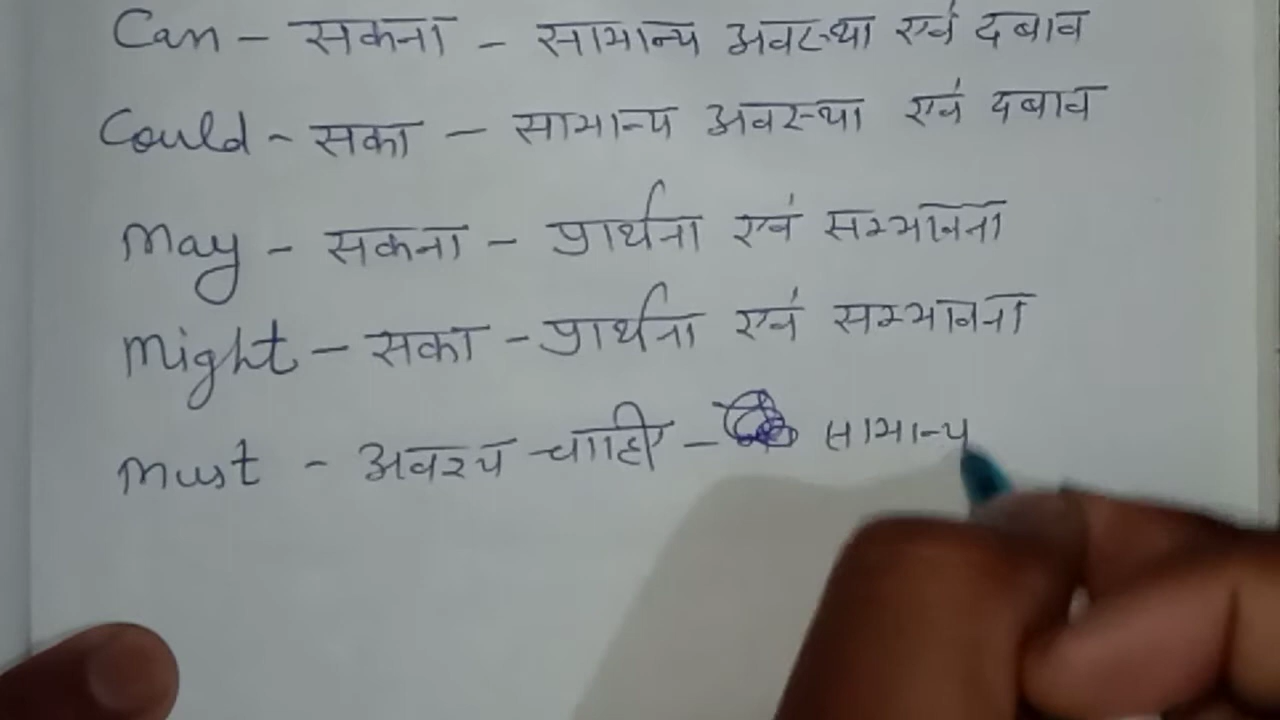 Can - सकना - सामान्य अवस्था एवं दबाव
Could - सका - सामान्य अवस्था एवं दबाव
May - सकना - प्रार्थना एवं सम्भावना
Might - सका - प्रार्थना एवं सम्भावना
Must - अवश्य चाहिए - सामान्य